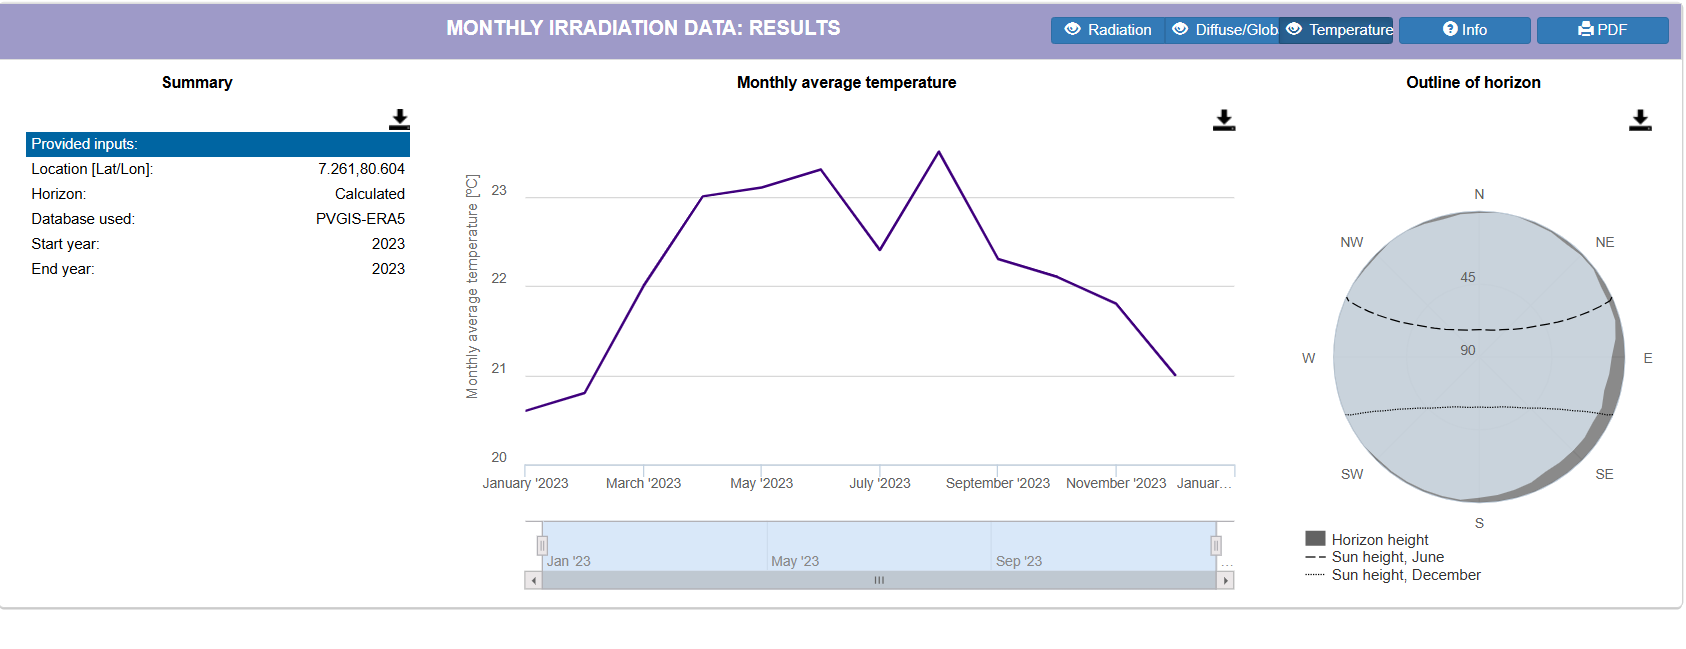 MONTHLY IRRADIATION DATA: RESULTS
Radiation
Diffuse/Glob
Temperature
Info
PDF
Summary
Provided inputs:
Location [Lat/Lon]: 7.261,80.604
Horizon: Calculated
Database used: PVGIS-ERA5
Start year: 2023
End year: 2023
Monthly average temperature
Monthly average temperature [ºC]
23
22
21
20
January '2023 March '2023 May '2023 July '2023 September '2023 November '2023 Januar...
Jan '23 May '23 Sep '23 ...
Outline of horizon
N
NW NE
45
90
W E
SW SE
S
Horizon height
Sun height, June
Sun height, December